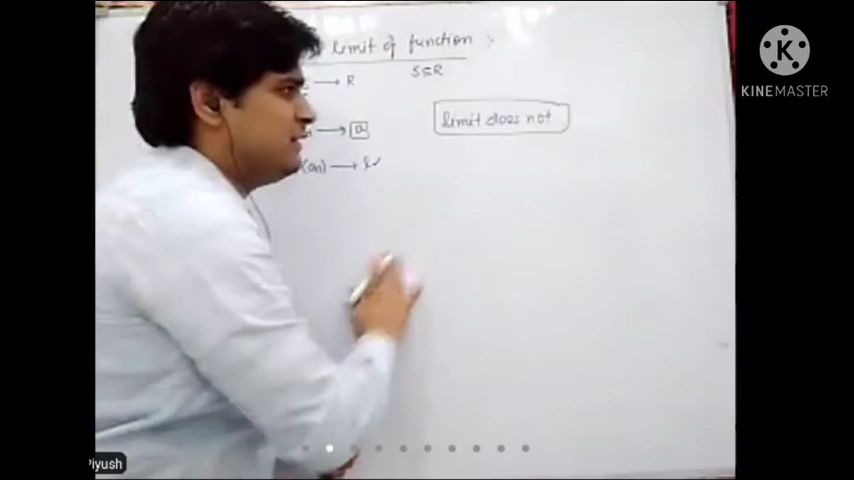 limit of function :-
→ R S⊆R
→ a
limit does not
(an) → l✓
KINEMASTER
Piyush